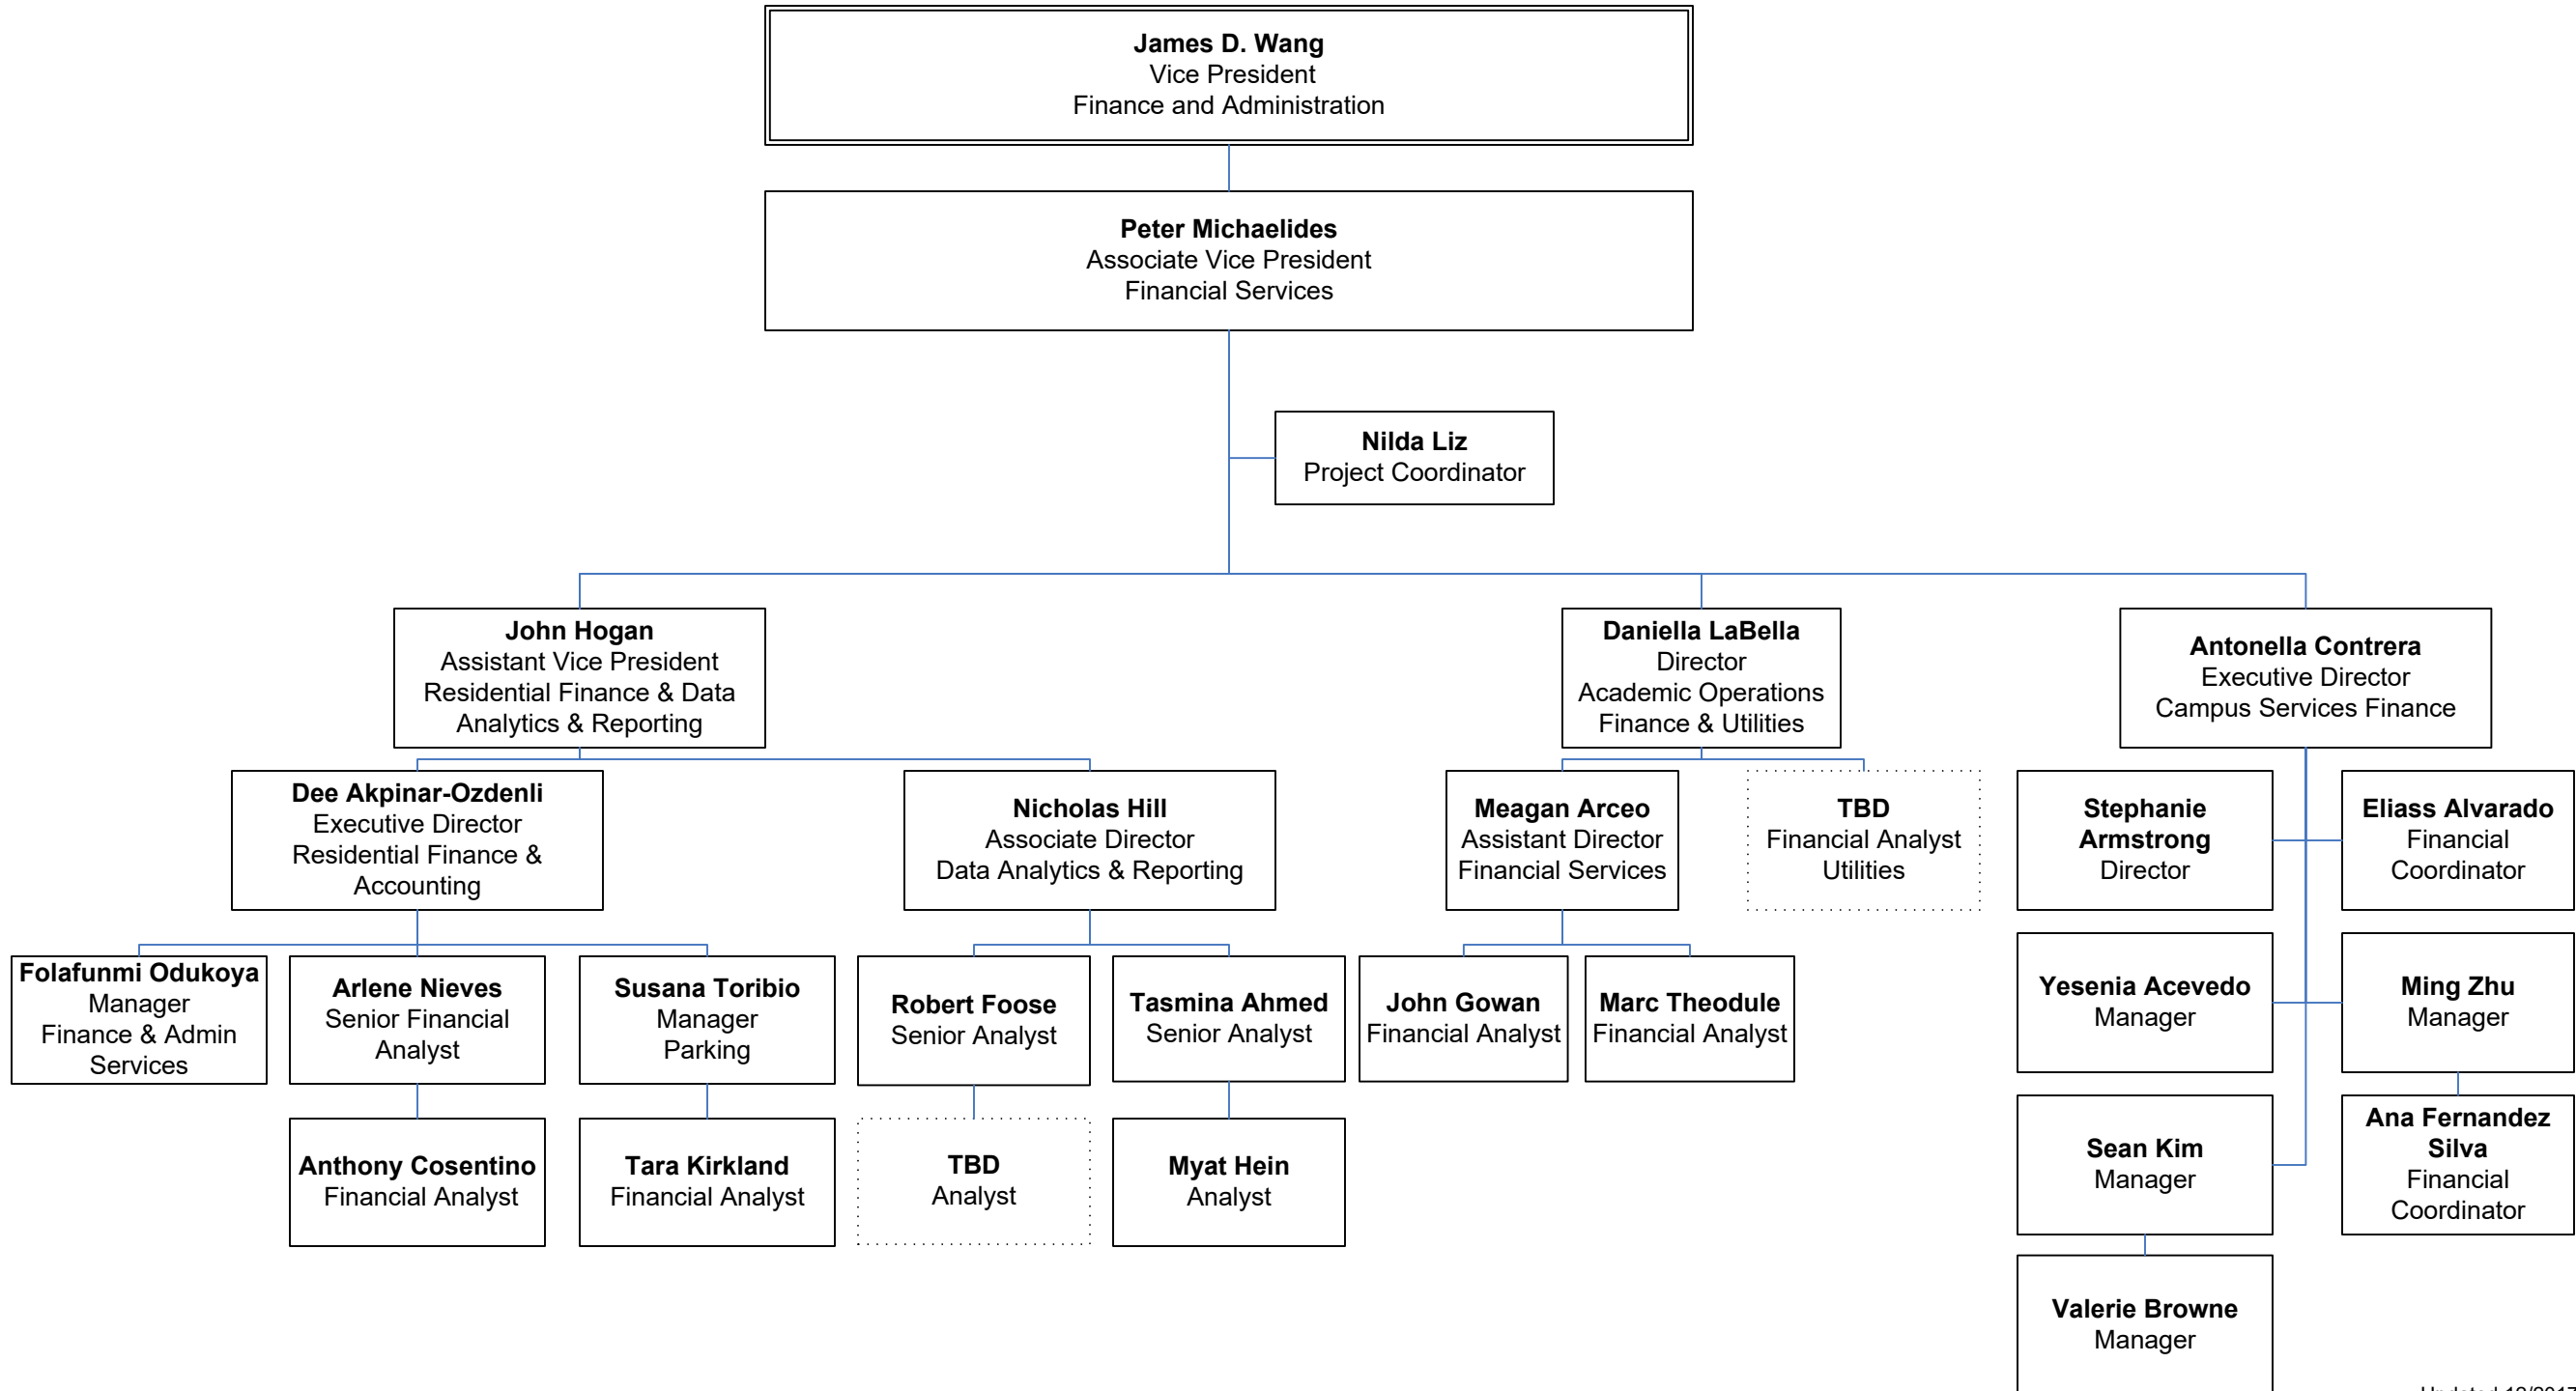 James D. Wang
Vice President
Finance and Administration
Peter Michaelides
Associate Vice President
Financial Services
Nilda Liz
Project Coordinator
John Hogan
Assistant Vice President
Residential Finance & Data
Analytics & Reporting
Daniella LaBella
Director
Academic Operations
Finance & Utilities
Antonella Contrera
Executive Director
Campus Services Finance
Dee Akpinar-Ozdenli
Executive Director
Residential Finance &
Accounting
Nicholas Hill
Associate Director
Data Analytics & Reporting
Meagan Arceo
Assistant Director
Financial Services
TBD
Financial Analyst
Utilities
Stephanie
Armstrong
Director
Eliass Alvarado
Financial
Coordinator
Folafunmi Odukoya
Manager
Finance & Admin
Services
Arlene Nieves
Senior Financial
Analyst
Susana Toribio
Manager
Parking
Robert Foose
Senior Analyst
Tasmina Ahmed
Senior Analyst
John Gowan
Financial Analyst
Marc Theodule
Financial Analyst
Yesenia Acevedo
Manager
Ming Zhu
Manager
Anthony Cosentino
Financial Analyst
Tara Kirkland
Financial Analyst
TBD
Analyst
Myat Hein
Analyst
Sean Kim
Manager
Ana Fernandez
Silva
Financial
Coordinator
Valerie Browne
Manager
Updated 12/2017